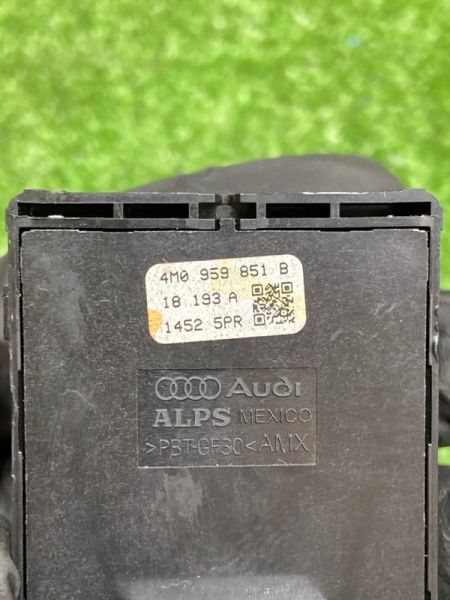 4M0 959 851 B
18 193 A
1452 5PR
Audi
ALPS MEXICO
>PBT-GF30< AMX